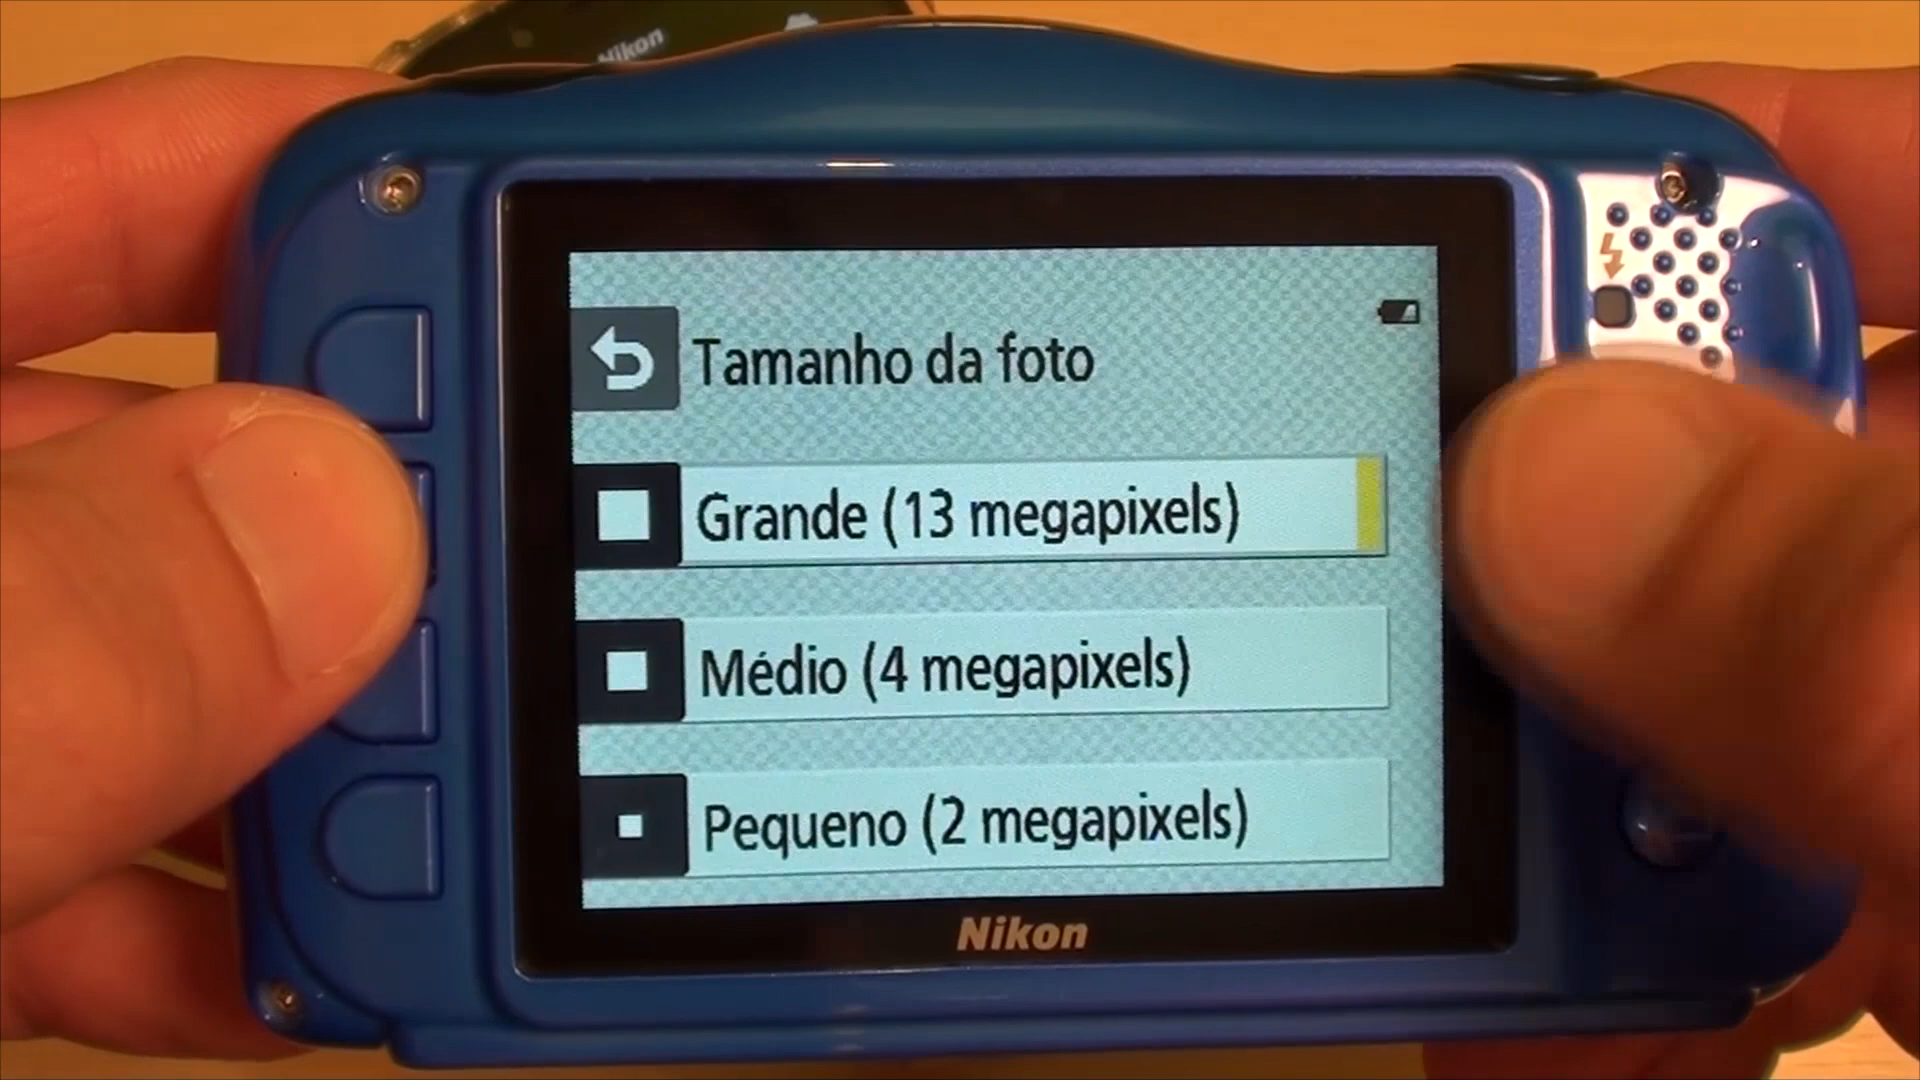 Nikon
Tamanho da foto
Grande (13 megapixels)
Médio (4 megapixels)
Pequeno (2 megapixels)
Nikon